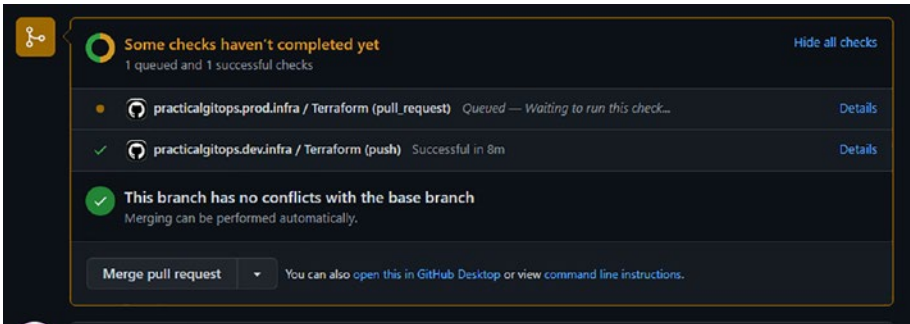 Some checks haven't completed yet
Hide all checks
1 queued and 1 successful checks
practicalgitops.prod.infra / Terraform (pull_request) Queued — Waiting to run this check...
Details
practicalgitops.dev.infra / Terraform (push) Successful in 8m
Details
This branch has no conflicts with the base branch
Merging can be performed automatically.
Merge pull request
You can also open this in GitHub Desktop or view command line instructions.